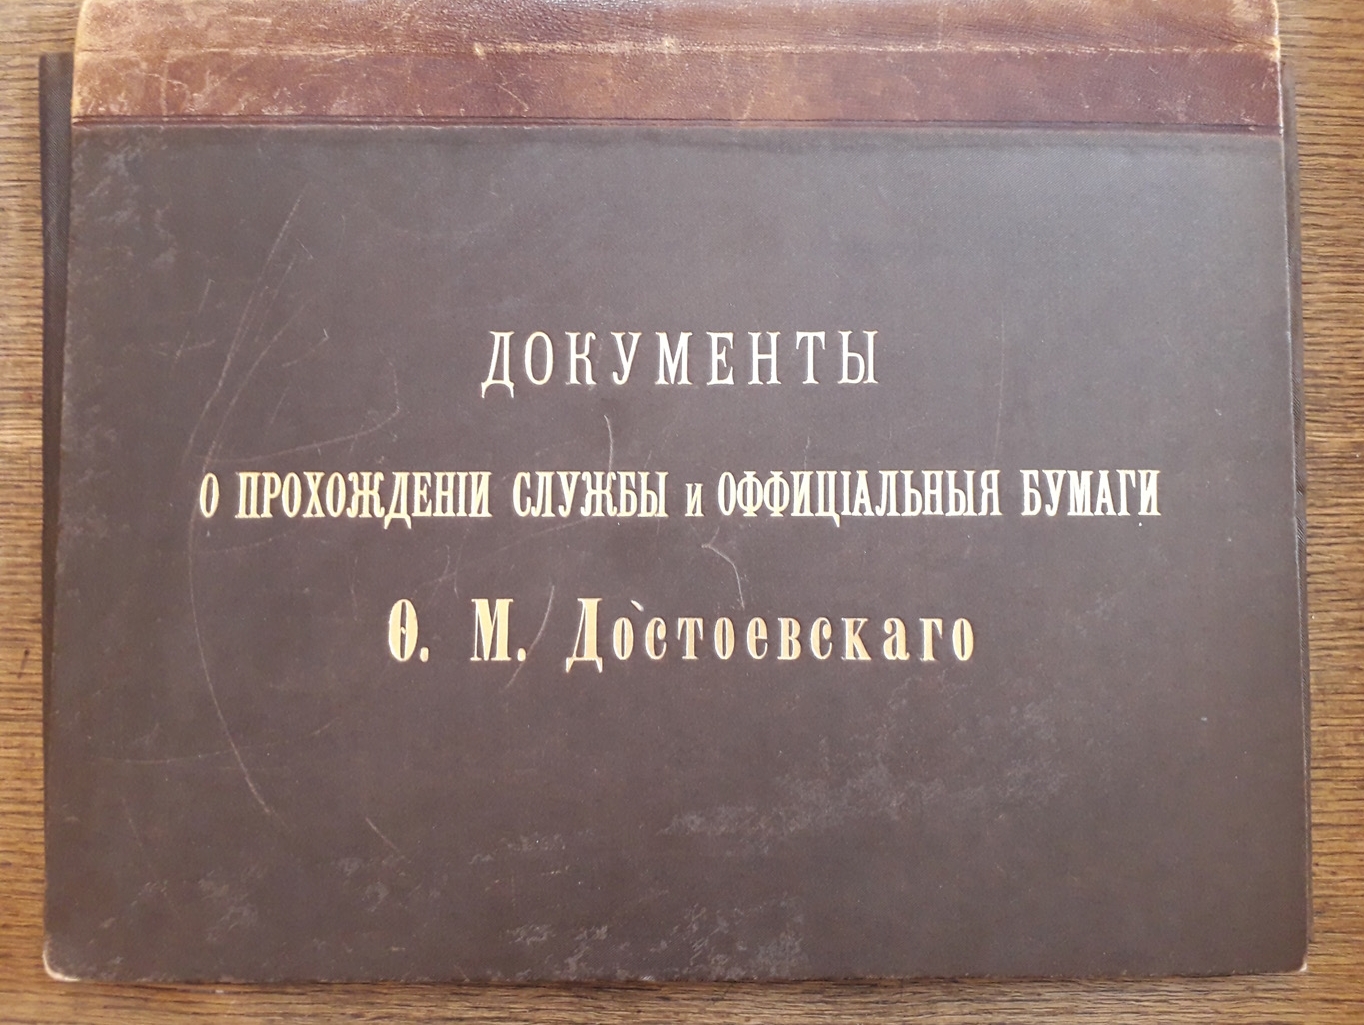 ДОКУМЕНТЫ
О ПРОХОЖДЕНІИ СЛУЖБЫ и ОФФИЦІАЛЬНЫЯ БУМАГИ
Ѳ. М. Достоевскаго